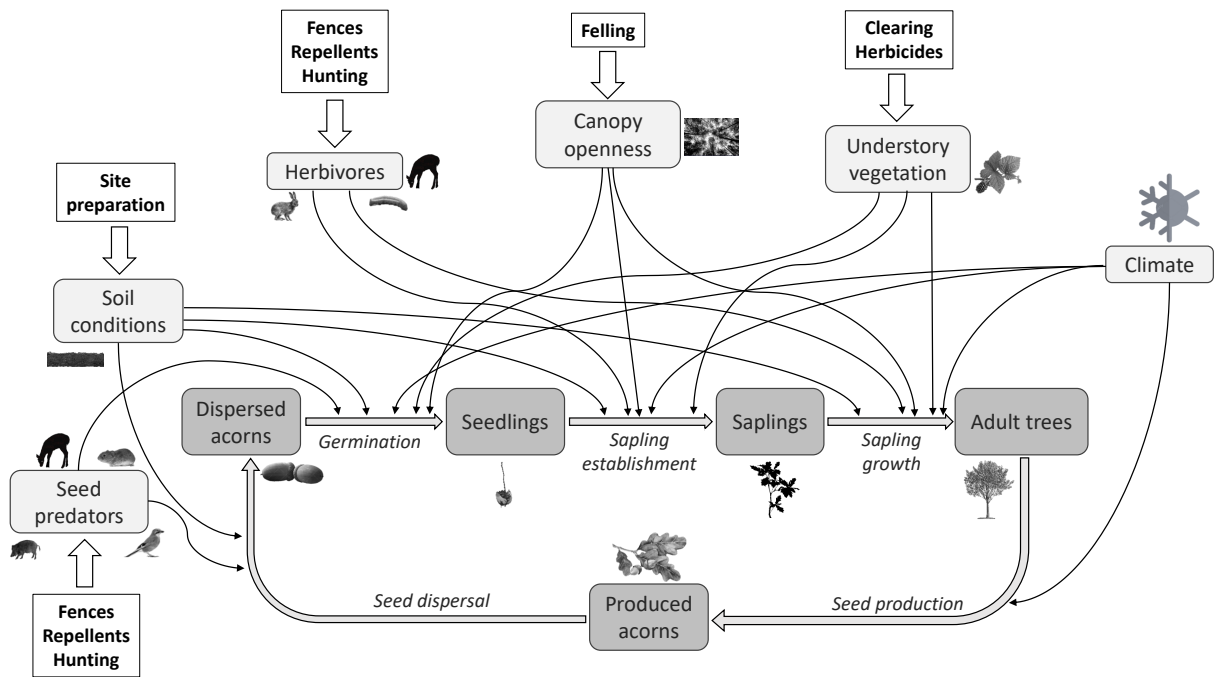 Fences
Repellents
Hunting
Felling
Clearing
Herbicides
Canopy
openness
Understory
vegetation
Herbivores
Site
preparation
Climate
Soil
conditions
Dispersed
acorns
Germination
Seedlings
Sapling
establishment
Saplings
Sapling
growth
Adult trees
Seed
predators
Seed dispersal
Produced
acorns
Seed production
Fences
Repellents
Hunting